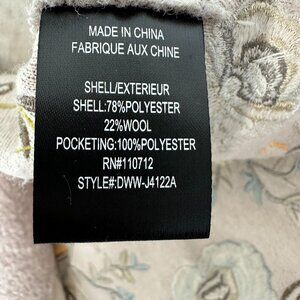 MADE IN CHINA
FABRIQUE AUX CHINE
SHELL/EXTERIEUR
SHELL:78%POLYESTER
22%WOOL
POCKETING:100%POLYESTER
RN#110712
STYLE#:DWW-J4122A